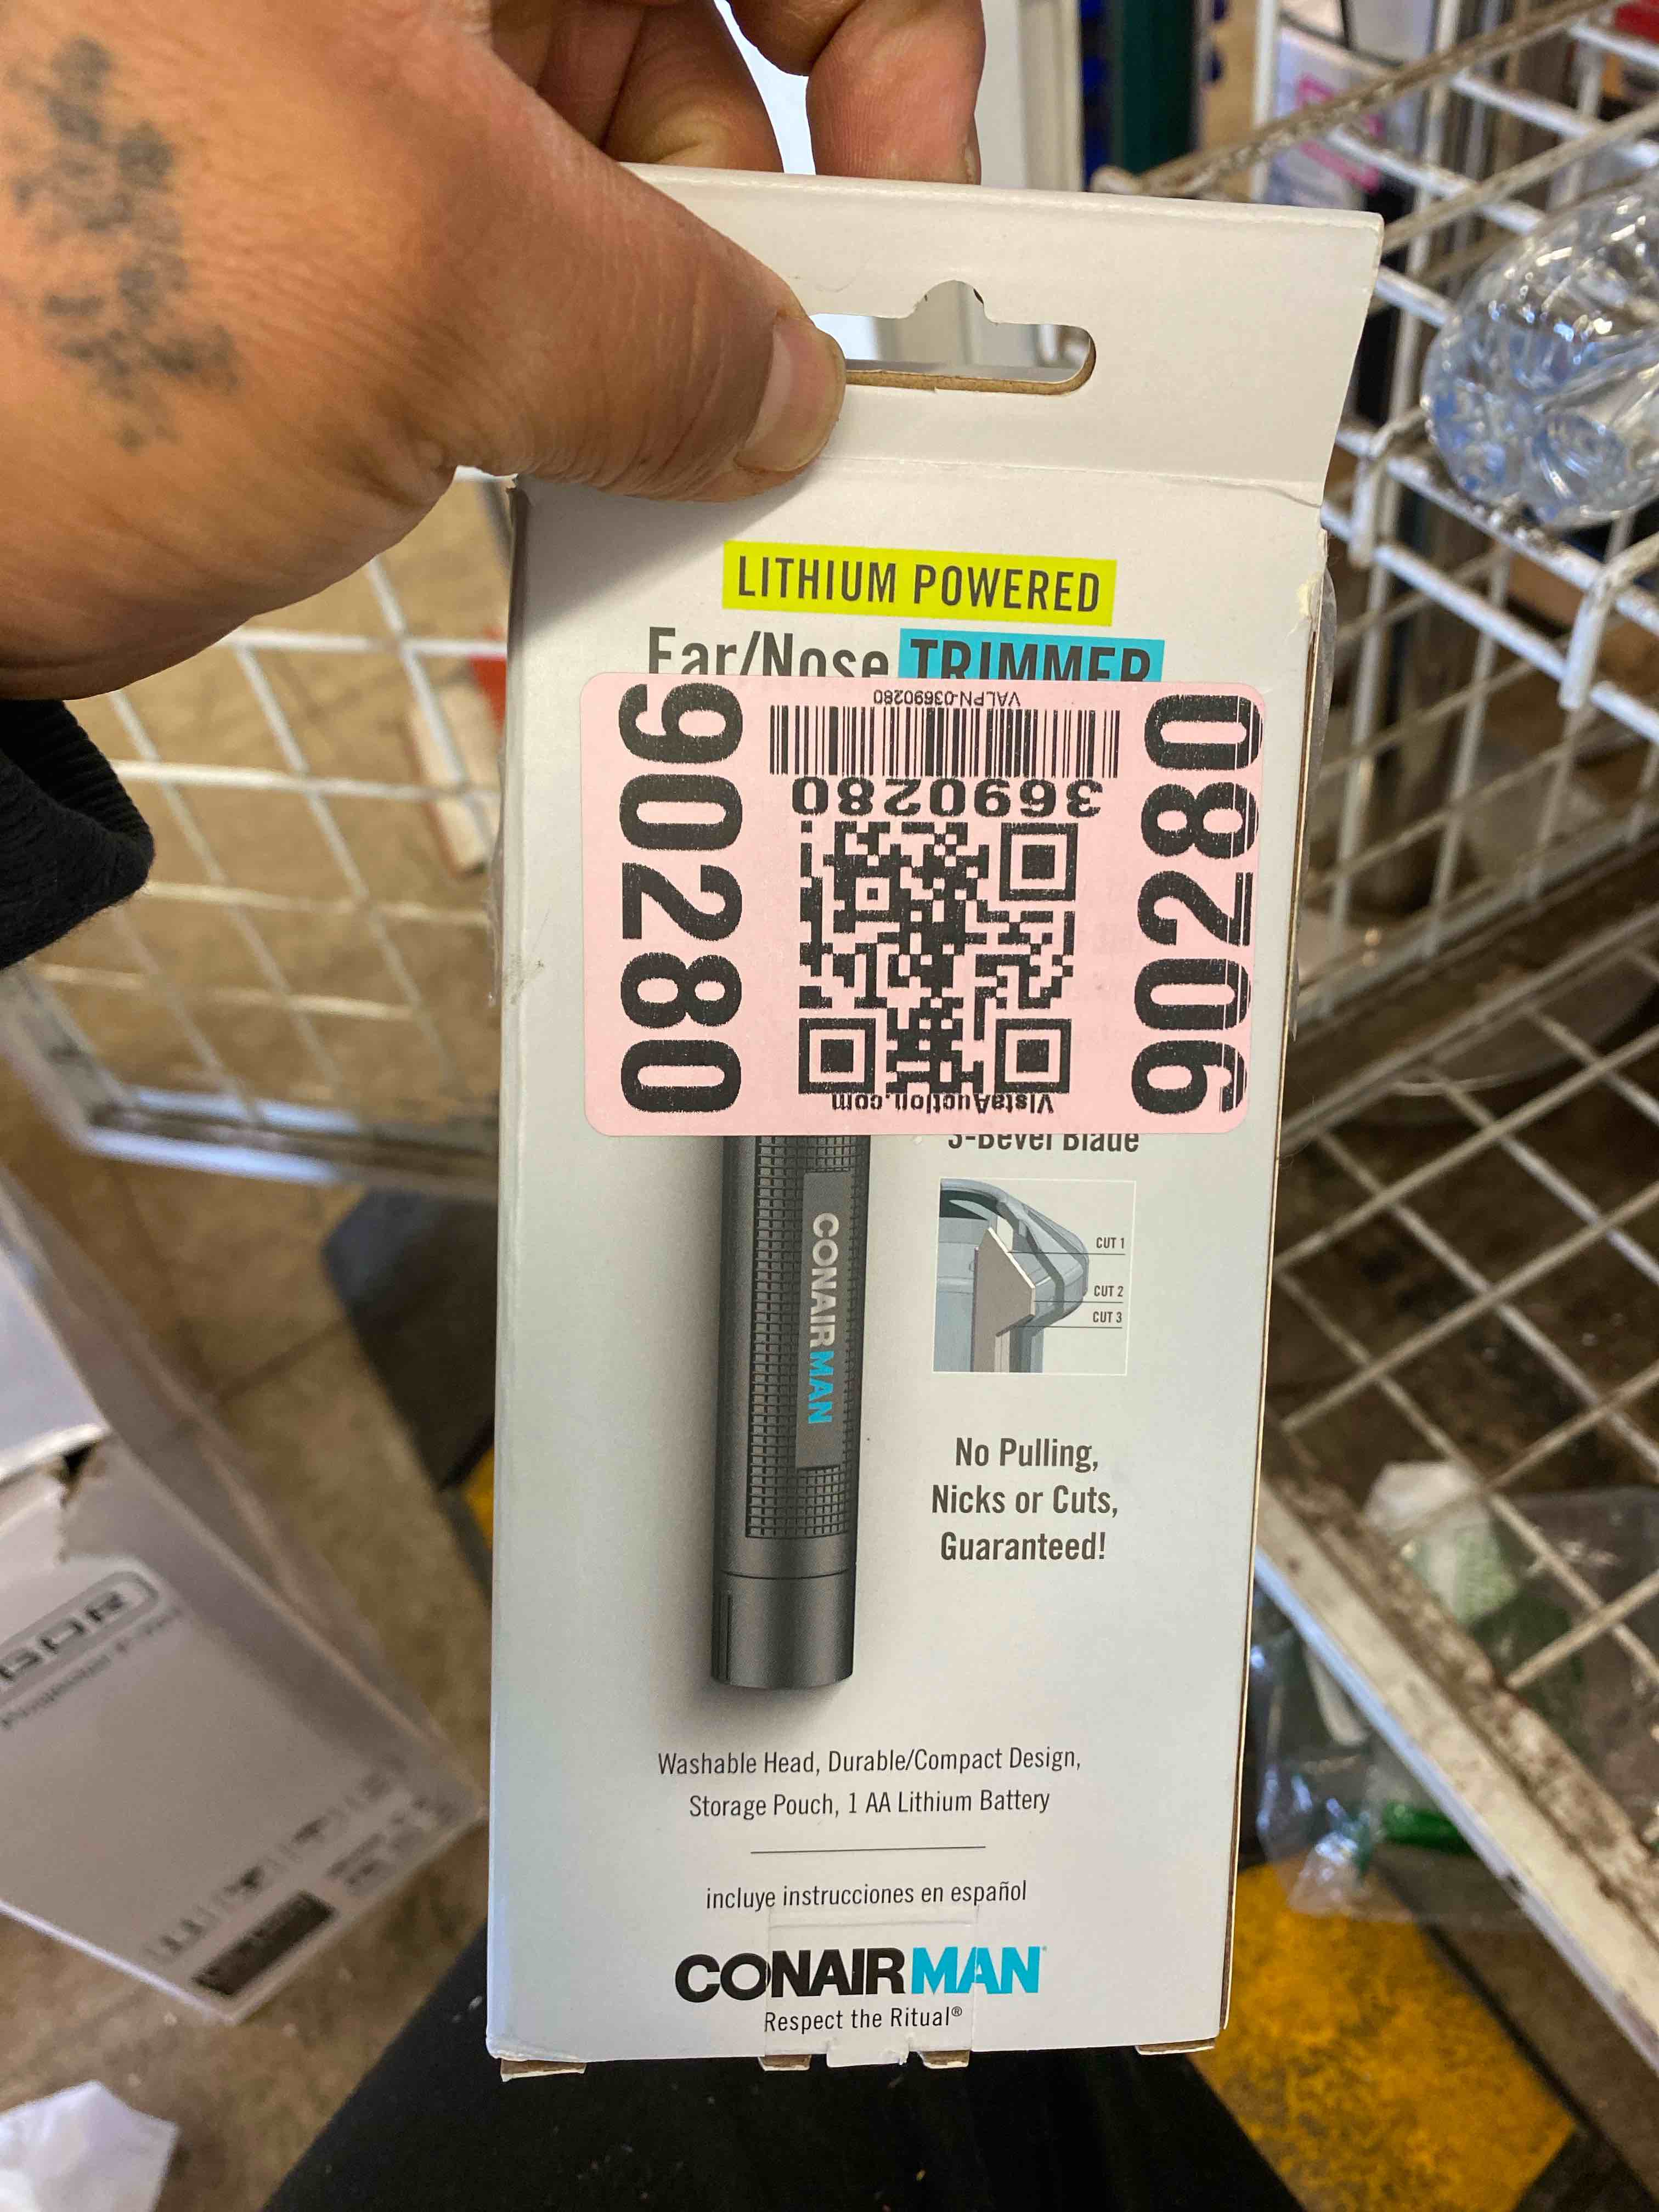 LITHIUM POWERED
Ear/Nose TRIMMER
VALPN-03690280
3690280
90280
90280
VistaAuction.com
3-Bevel Blade
CUT 1
CUT 2
CUT 3
CONAIRMAN
No Pulling,
Nicks or Cuts,
Guaranteed!
Washable Head, Durable/Compact Design,
Storage Pouch, 1 AA Lithium Battery
incluye instrucciones en español
CONAIRMAN
Respect the Ritual®